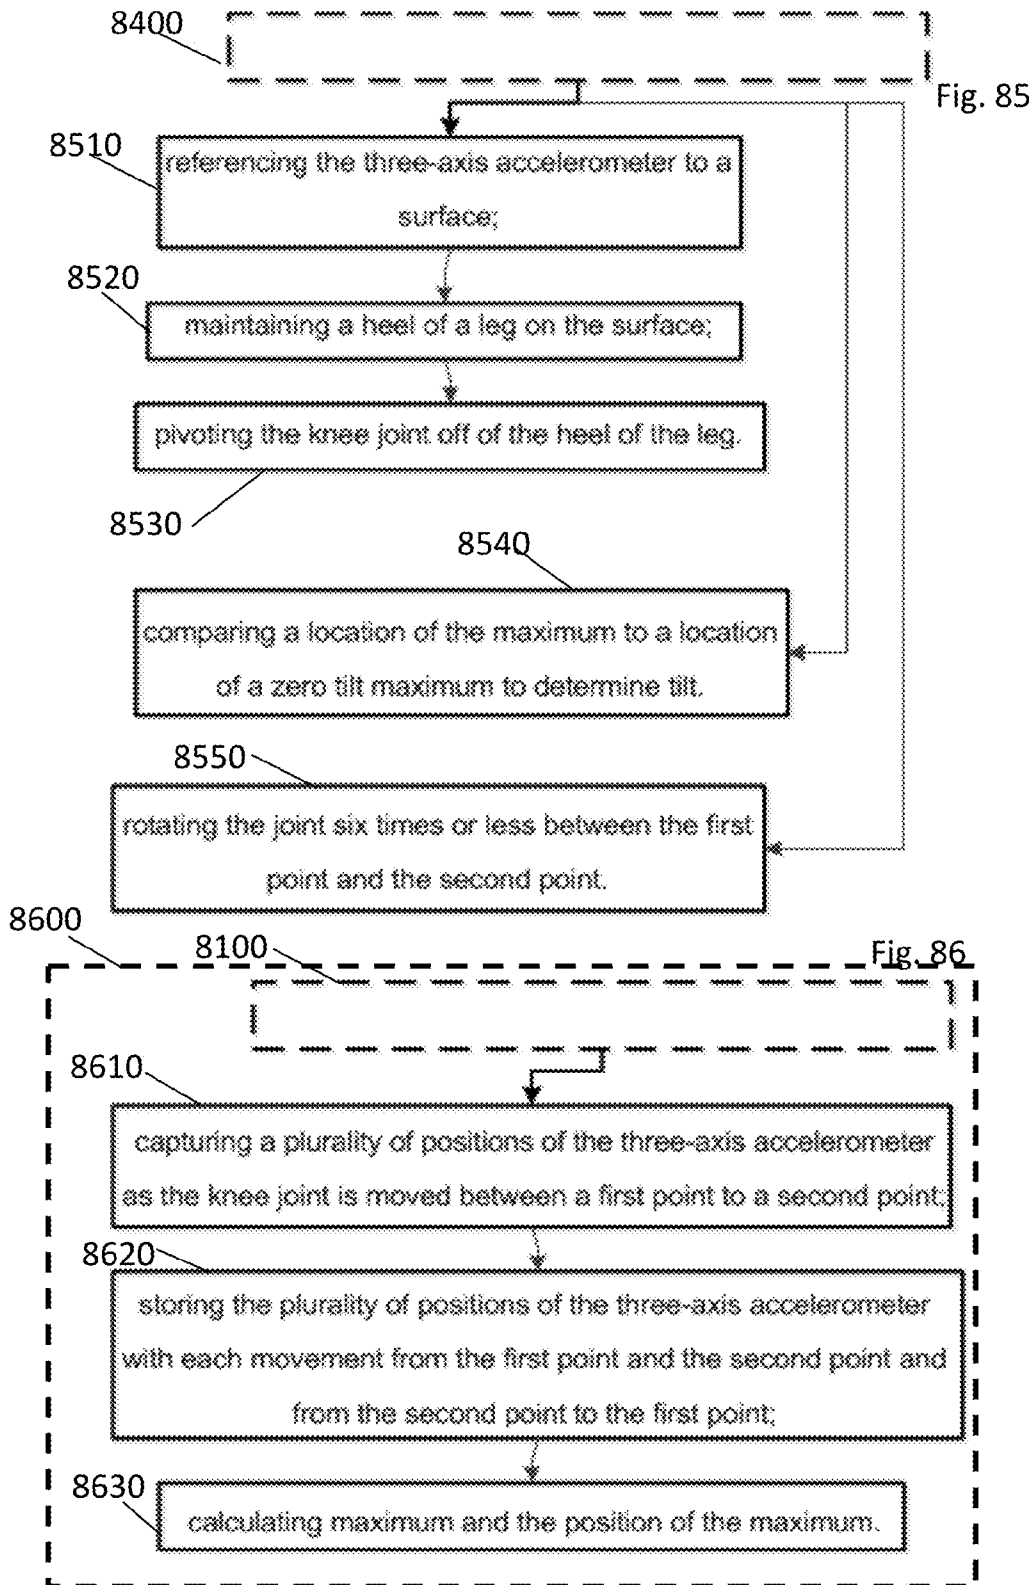 8400
Fig. 85
8510
referencing the three-axis accelerometer to a
surface;
8520
maintaining a heel of a leg on the surface;
pivoting the knee joint off of the heel of the leg.
8530
8540
comparing a location of the maximum to a location
of a zero tilt maximum to determine tilt.
8550
rotating the joint six times or less between the first
point and the second point.
8600
8100
Fig. 86
8610
capturing a plurality of positions of the three-axis accelerometer
as the knee joint is moved between a first point to a second point;
8620
storing the plurality of positions of the three-axis accelerometer
with each movement from the first point and the second point and
from the second point to the first point;
8630
calculating maximum and the position of the maximum.